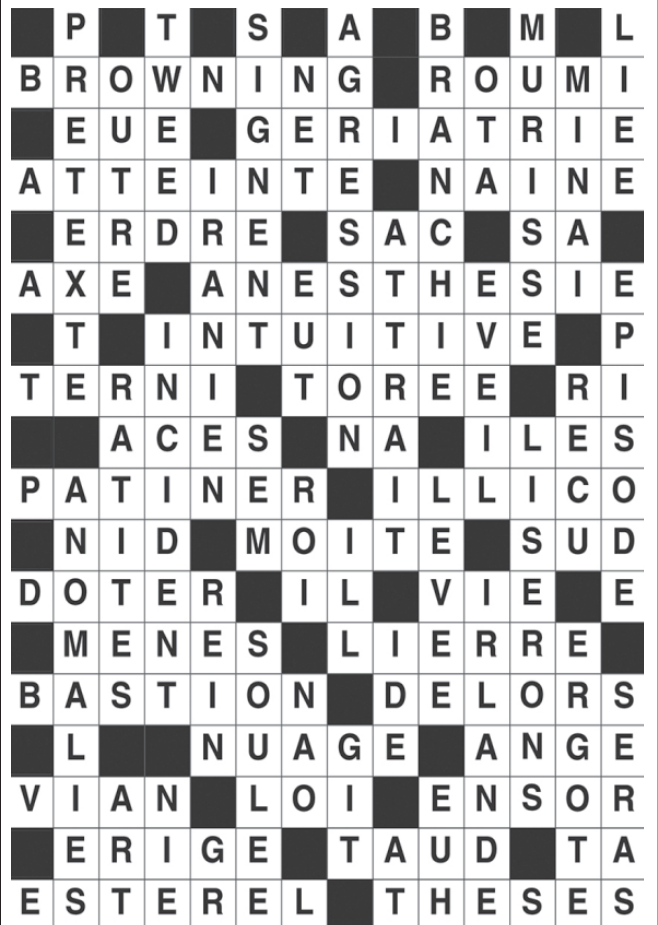 P T S A B M L
BROWNING ROUMI
EUE GERIATRIE
ATTEINTE NAINE
ERDRE SAC SA
AXE ANESTHESIE
T INTUITIVE P
TERNI TOREE RI
ACES NA ILES
PATINER ILLICO
NID MOITE SUD
DOTER IL VIE E
MENES LIERRE
BASTION DELORS
L NUAGE ANGE
VIAN LOI ENSOR
ERIGE TAUD TA
ESTEREL THESES